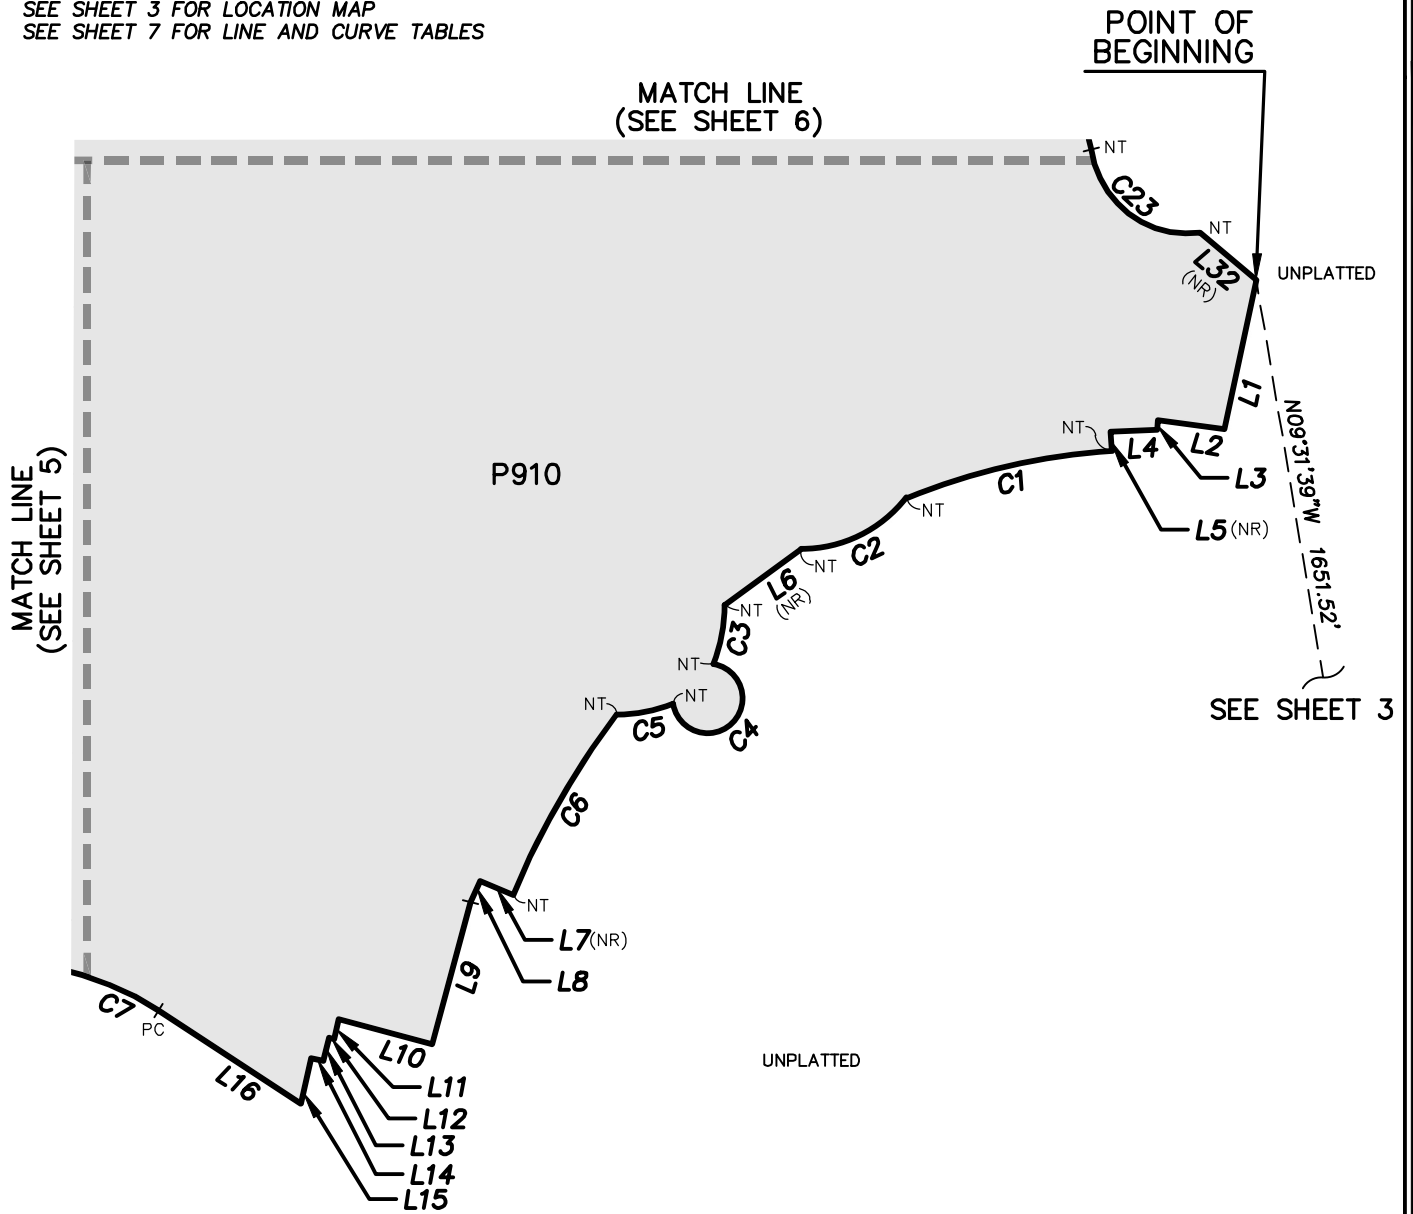 SEE SHEET 3 FOR LOCATION MAP
SEE SHEET 7 FOR LINE AND CURVE TABLES
POINT OF
BEGINNING
MATCH LINE
(SEE SHEET 6)
NT
C23
NT
L32
(NR)
UNPLATTED
L1
N09°31'39"W 1651.52'
NT
L4
L2
L3
L5 (NR)
C1
NT
C2
NT
P910
MATCH LINE
(SEE SHEET 5)
L6
(NR)
NT
C3
NT
NT
NT
C5
C4
SEE SHEET 3
C6
NT
L7(NR)
L8
L9
C7
PC
L10
L16
UNPLATTED
L11
L12
L13
L14
L15